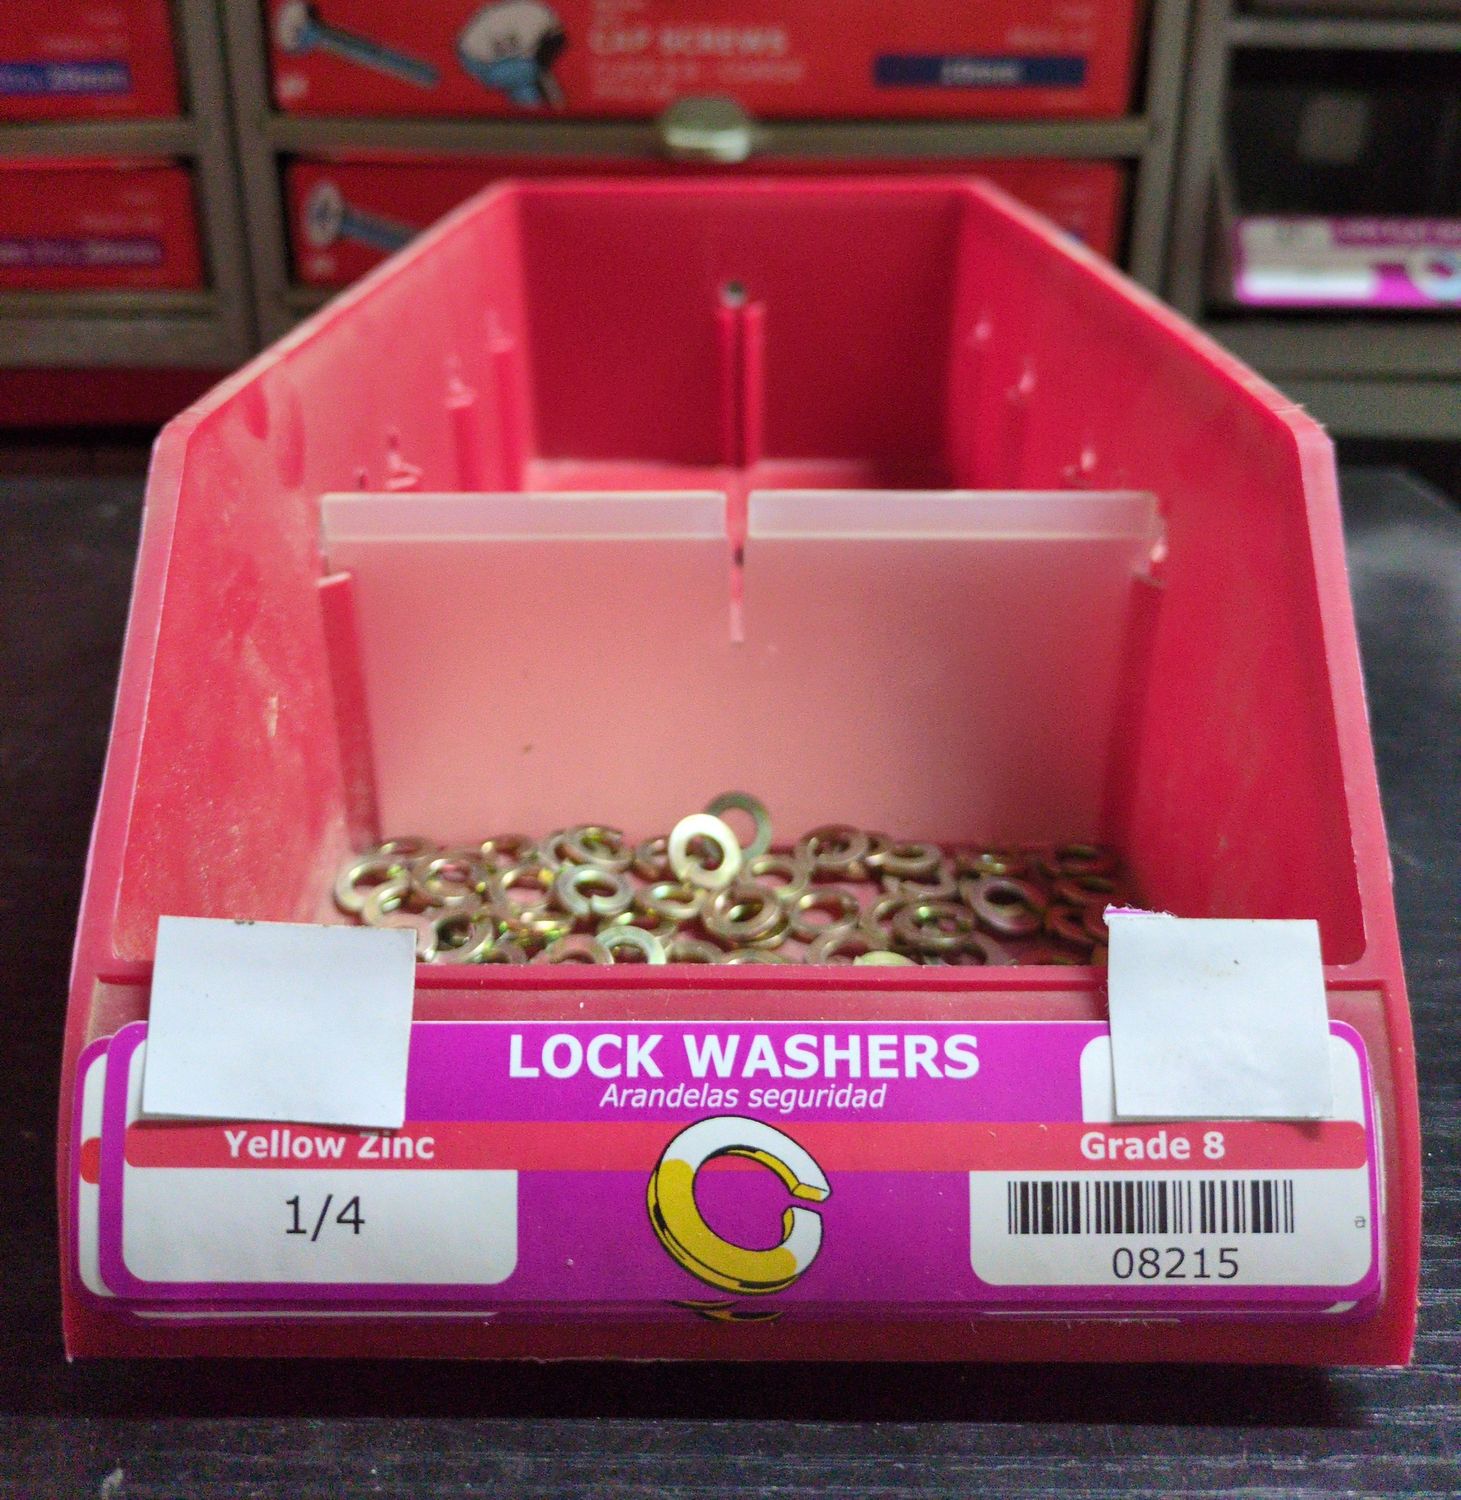 CAP SCREWS
LOCK WASHERS
Arandelas seguridad
Yellow Zinc
Grade 8
1/4
08215
a